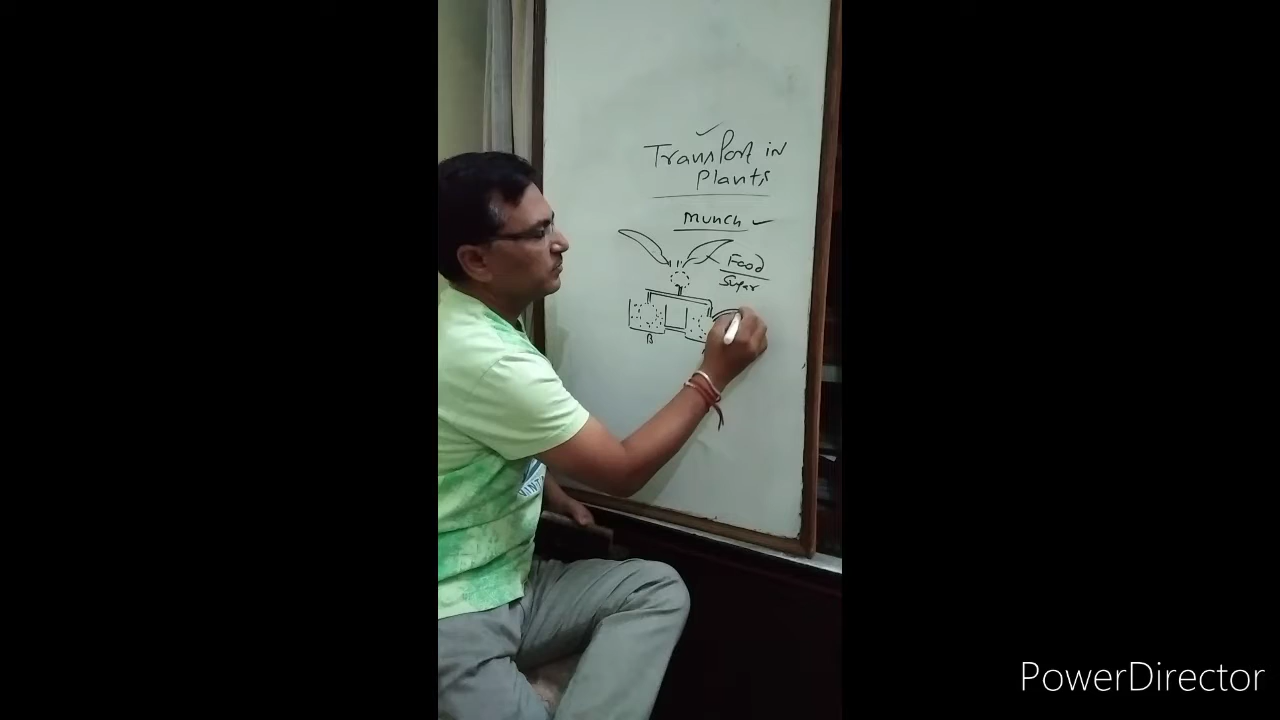 Transport in
Plants
Munch
Food
Sugar
B
PowerDirector